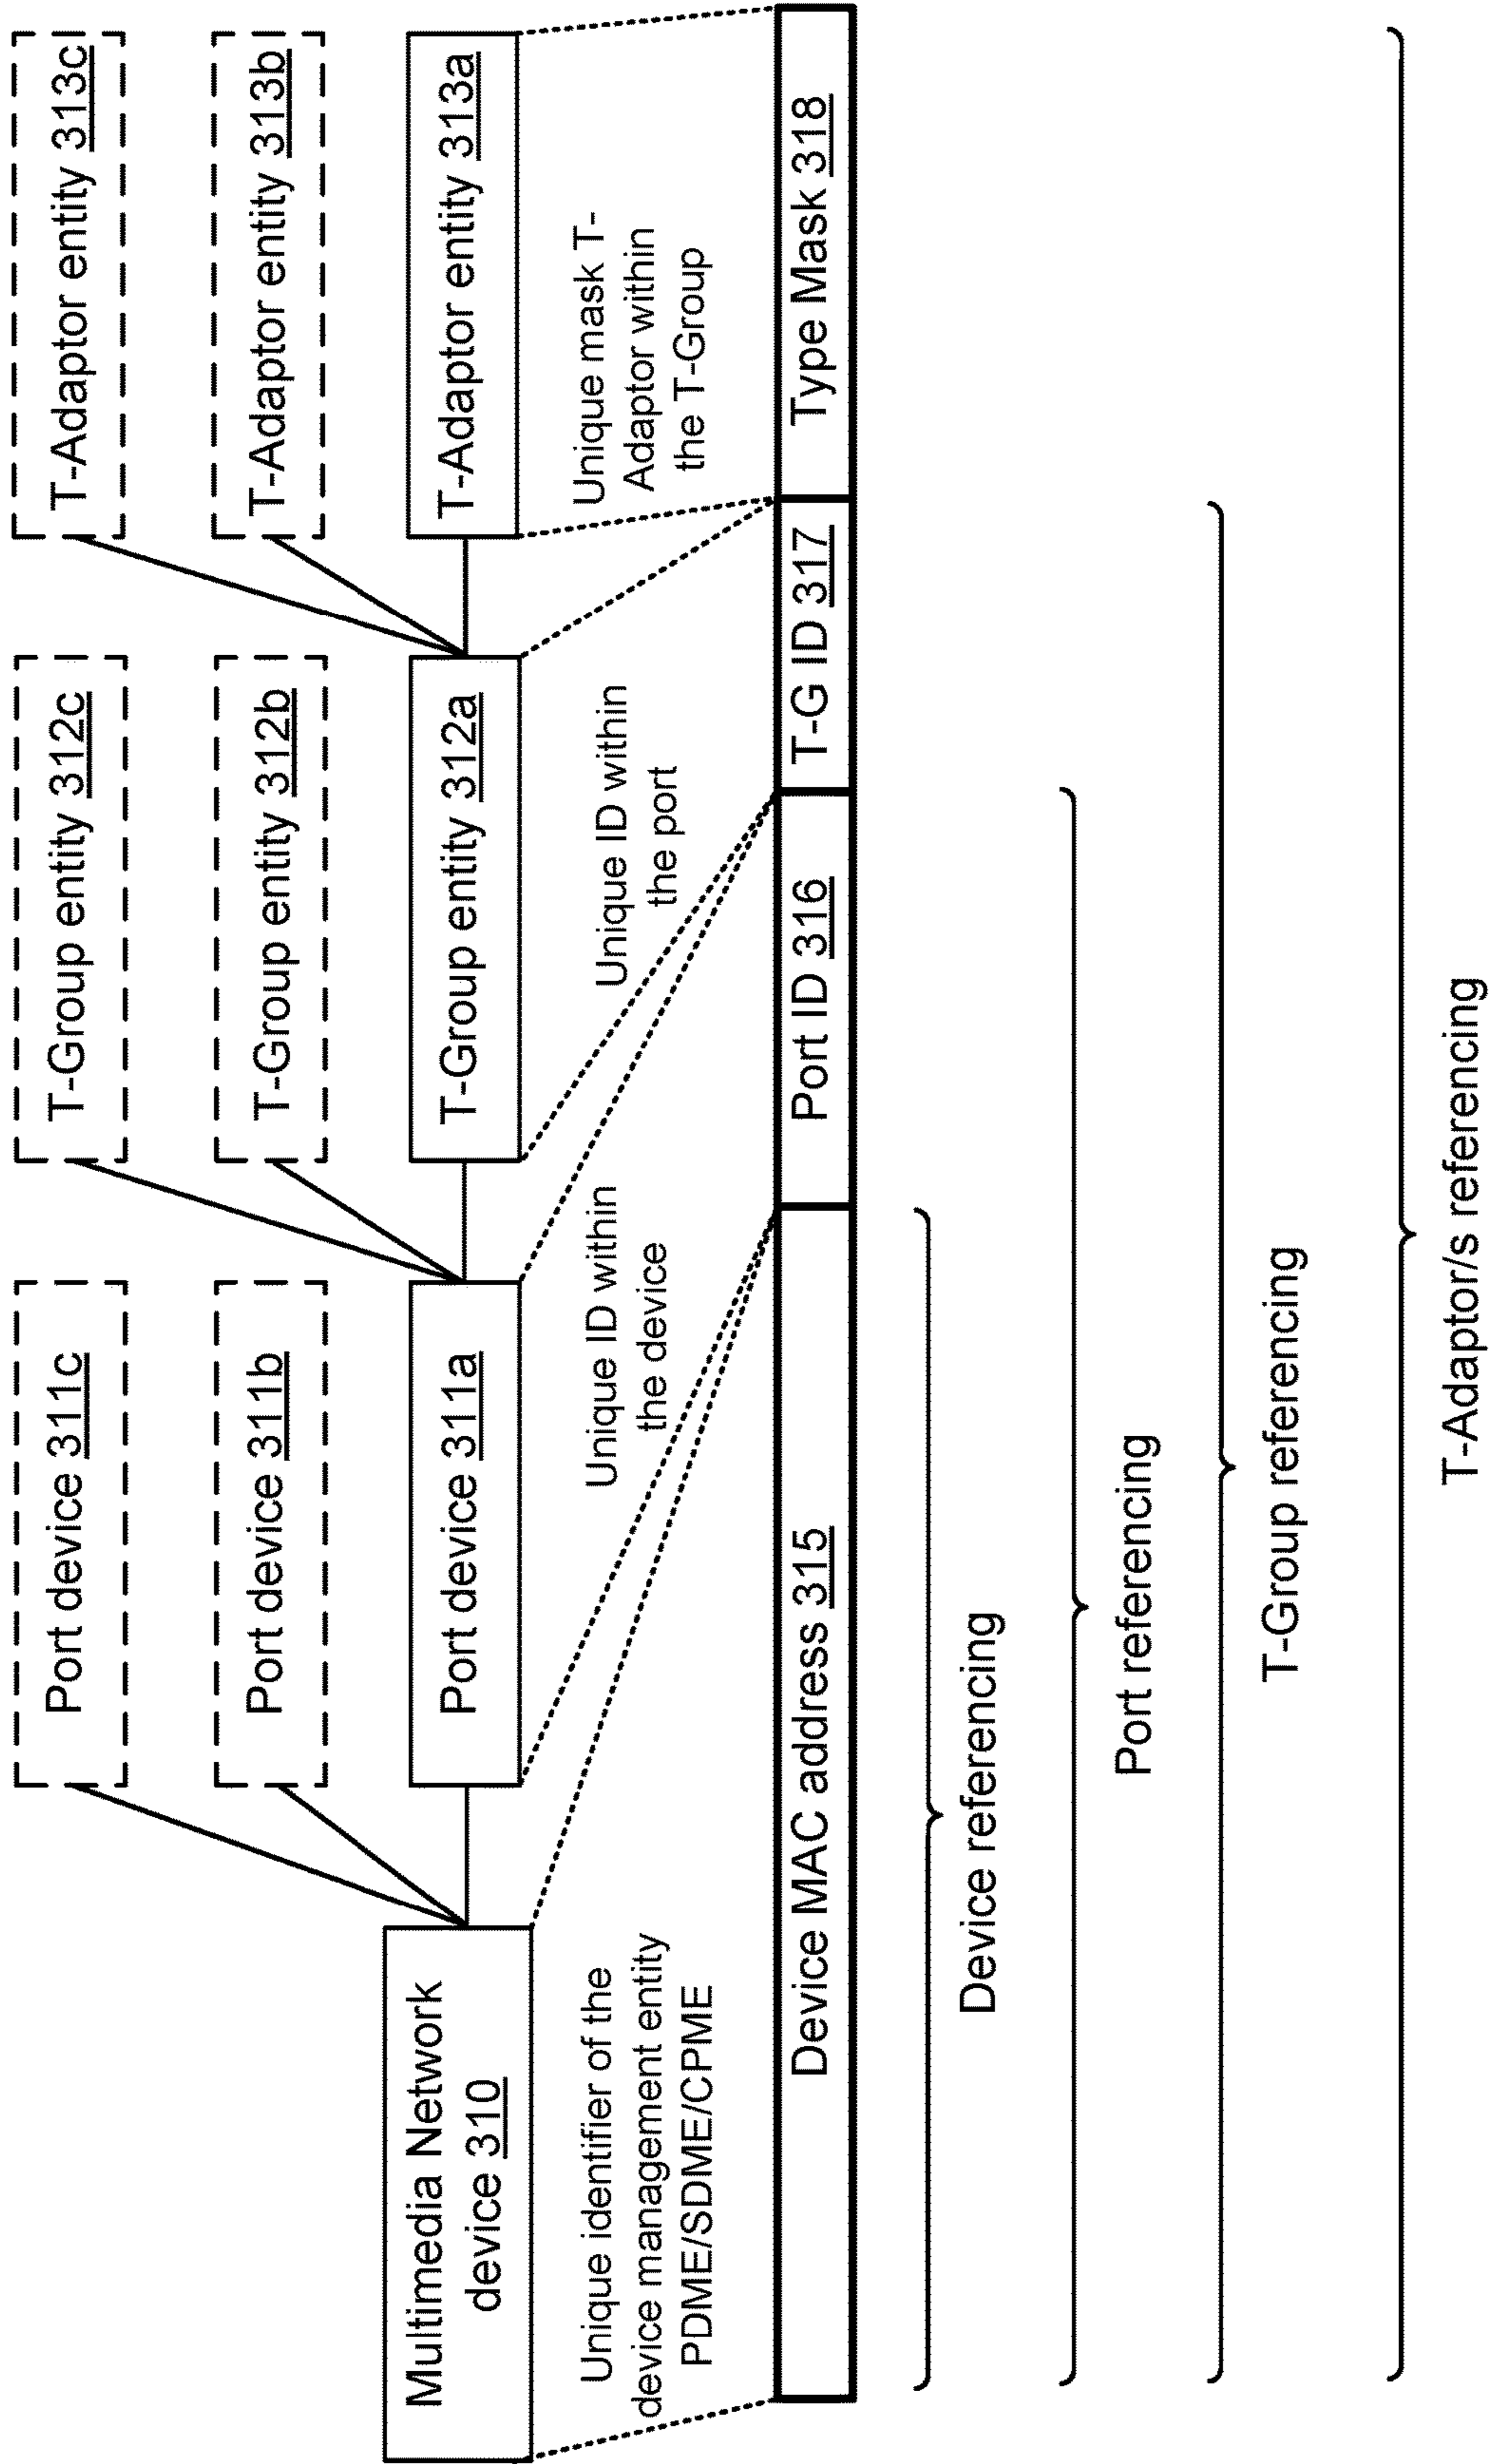 Port device 311c
T-Group entity 312c
T-Adaptor entity 313c
Port device 311b
T-Group entity 312b
T-Adaptor entity 313b
Multimedia Network
device 310
Port device 311a
T-Group entity 312a
T-Adaptor entity 313a
Unique identifier of the
device management entity
PDME/SDME/CPME
Unique ID within
the device
Unique ID within
the port
Unique mask T-
Adaptor within
the T-Group
Device MAC address 315
Port ID 316
T-G ID 317
Type Mask 318
Device referencing
Port referencing
T-Group referencing
T-Adaptor/s referencing